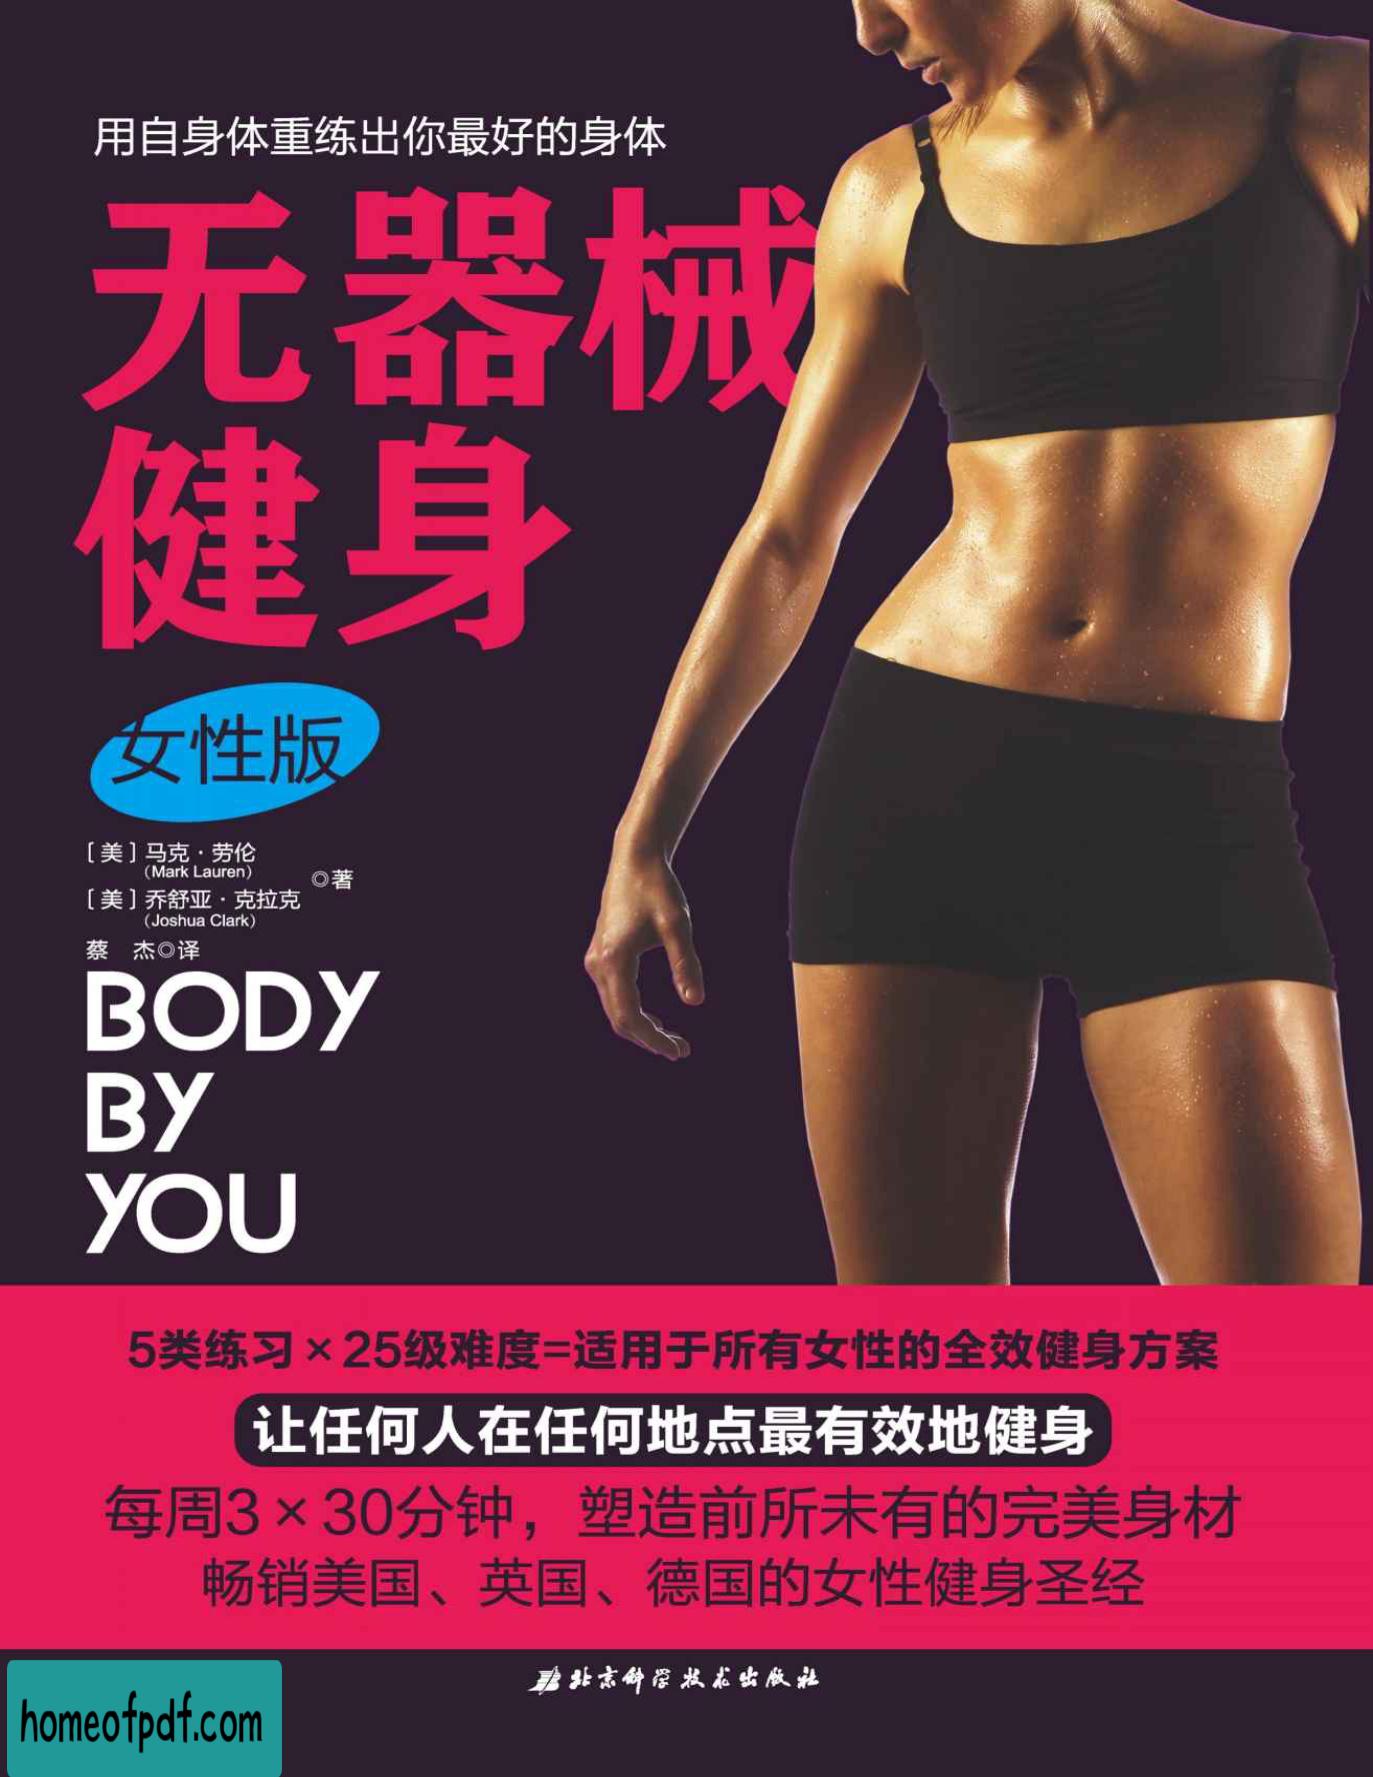 用自身体重练出你最好的身体
无器械
健身
女性版
[美] 马克·劳伦
(Mark Lauren)
◎著
[美] 乔舒亚·克拉克
(Joshua Clark)
蔡 杰◎译
BODY
BY
YOU
5类练习×25级难度=适用于所有女性的全效健身方案
让任何人在任何地点最有效地健身
每周3×30分钟，塑造前所未有的完美身材
畅销美国、英国、德国的女性健身圣经
北京科学技术出版社
homeofpdf.com